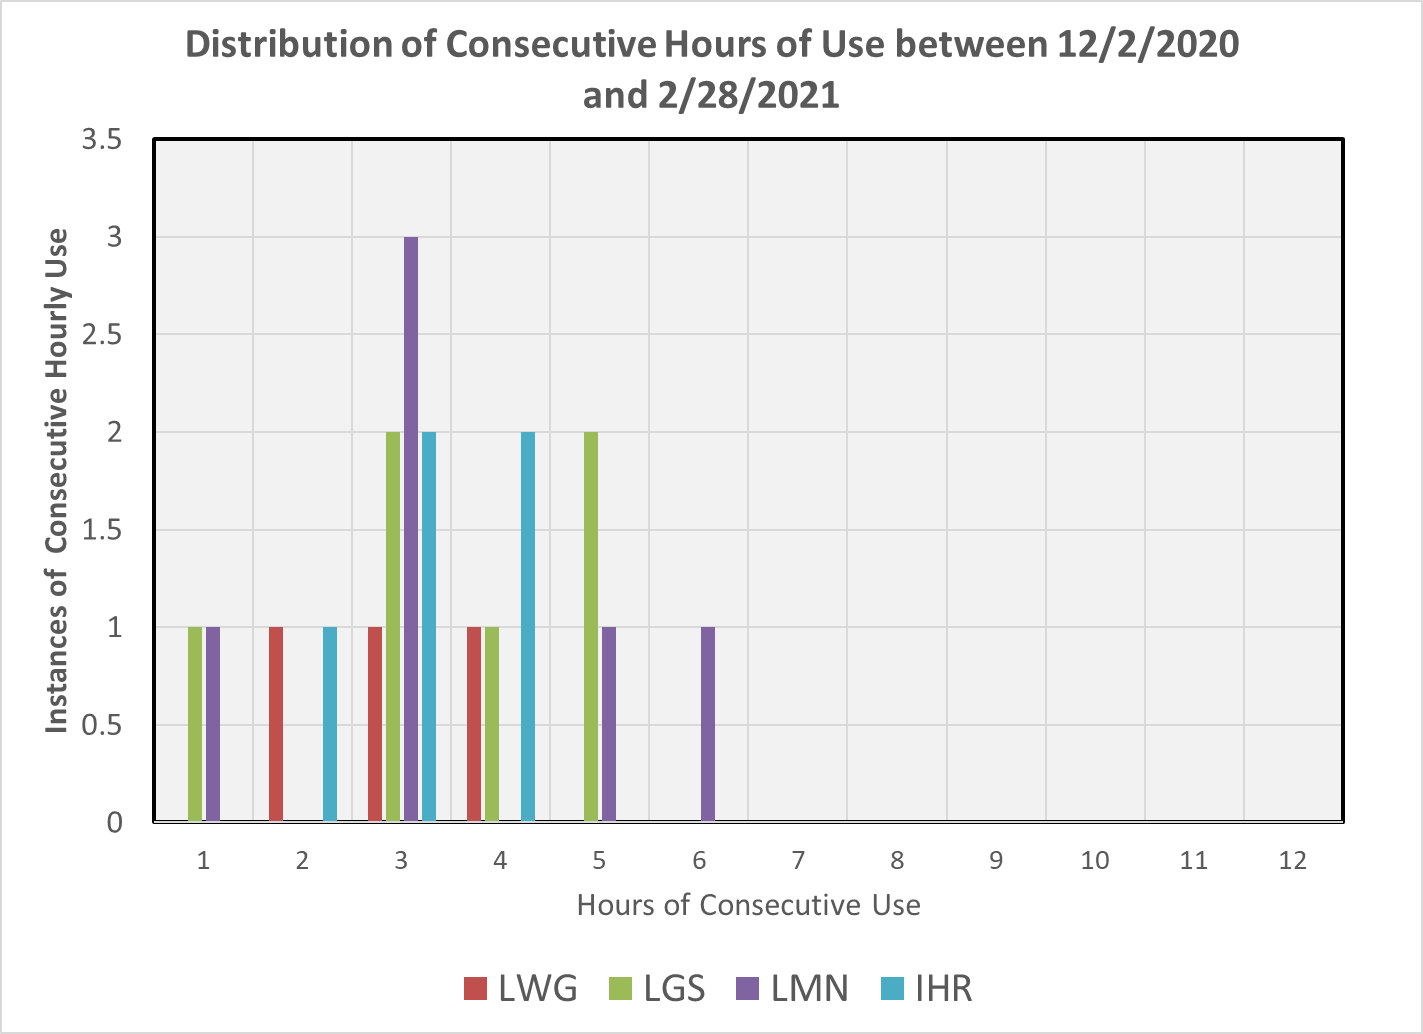 Distribution of Consecutive Hours of Use between 12/2/2020
and 2/28/2021
Instances of Consecutive Hourly Use
3.5
3
2.5
2
1.5
1
0.5
0
1 2 3 4 5 6 7 8 9 10 11 12
Hours of Consecutive Use
LWG LGS LMN IHR